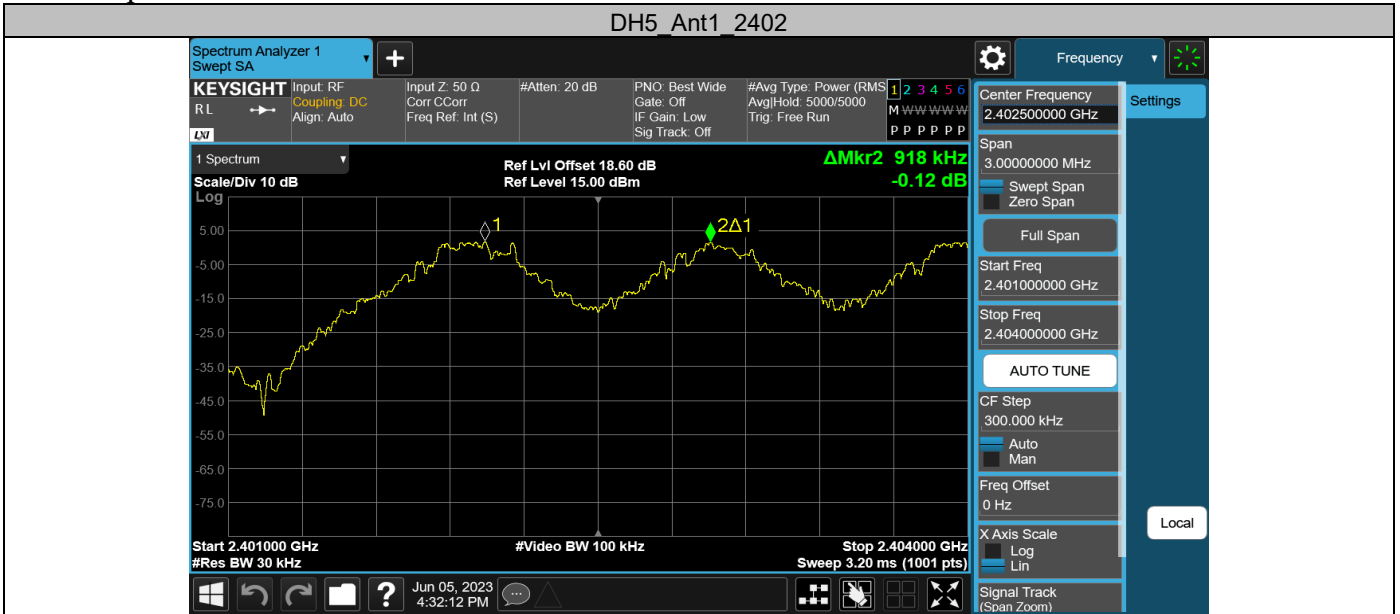 DH5_Ant1_2402
Spectrum Analyzer 1
Swept SA
+
Frequency
KEYSIGHT
R L
LXI
Input: RF
Coupling: DC
Align: Auto
Input Z: 50 Ω
Corr CCorr
Freq Ref: Int (S)
#Atten: 20 dB
PNO: Best Wide
Gate: Off
IF Gain: Low
Sig Track: Off
#Avg Type: Power (RMS
Avg|Hold: 5000/5000
Trig: Free Run
1 2 3 4 5 6
M W W W W W
P P P P P P
1 Spectrum
Scale/Div 10 dB
Ref Lvl Offset 18.60 dB
Ref Level 15.00 dBm
ΔMkr2 918 kHz
-0.12 dB
Log
5.00
-5.00
-15.0
-25.0
-35.0
-45.0
-55.0
-65.0
-75.0
1
2Δ1
Start 2.401000 GHz
#Res BW 30 kHz
#Video BW 100 kHz
Stop 2.404000 GHz
Sweep 3.20 ms (1001 pts)
Center Frequency
2.402500000 GHz
Settings
Span
3.00000000 MHz
Swept Span
Zero Span
Full Span
Start Freq
2.401000000 GHz
Stop Freq
2.404000000 GHz
AUTO TUNE
CF Step
300.000 kHz
Auto
Man
Freq Offset
0 Hz
Local
X Axis Scale
Log
Lin
Signal Track
(Span Zoom)
?
Jun 05, 2023
4:32:12 PM